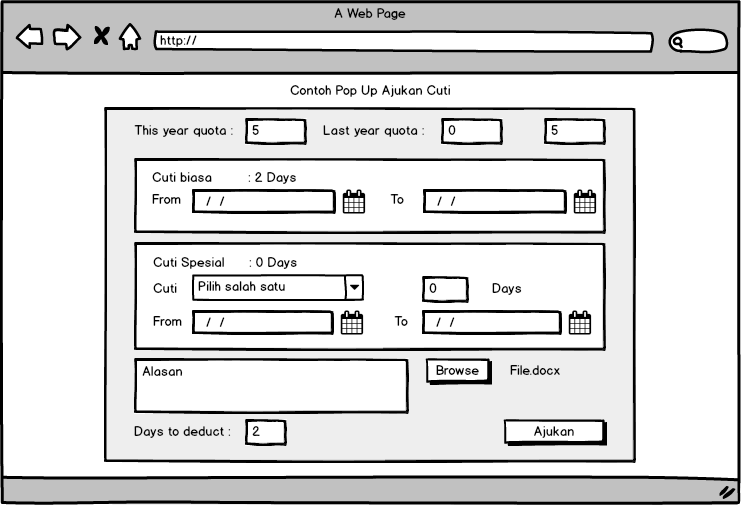 A Web Page
http://
Contoh Pop Up Ajukan Cuti
This year quota : 5 Last year quota : 0 5
Cuti biasa : 2 Days
From / / To / /
Cuti Spesial : 0 Days
Cuti Pilih salah satu 0 Days
From / / To / /
Alasan Browse File.docx
Days to deduct : 2 Ajukan